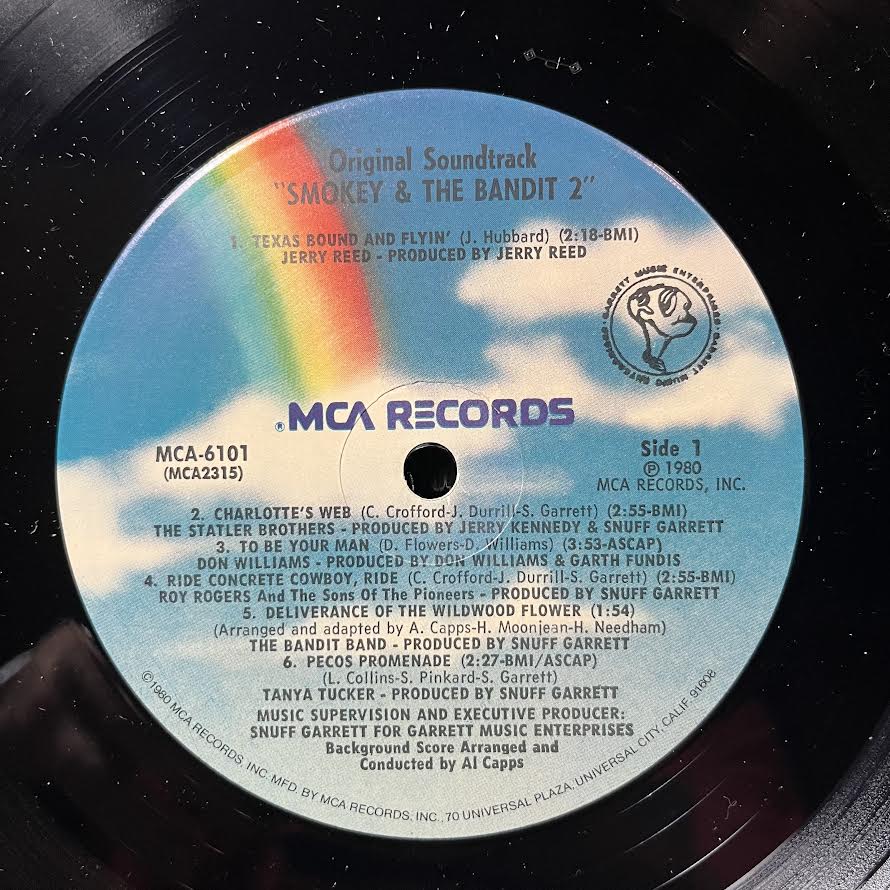 Original Soundtrack
"SMOKEY & THE BANDIT 2"
1. TEXAS BOUND AND FLYIN' (J. Hubbard) (2:18-BMI)
JERRY REED - PRODUCED BY JERRY REED
GARRETT MUSIC ENTERPRISES · GARRETT MUSIC ENTERPRISES ·
® MCA RECORDS
MCA-6101
(MCA2315)
Side 1
℗ 1980
MCA RECORDS, INC.
2. CHARLOTTE'S WEB (C. Crofford-J. Durrill-S. Garrett) (2:55-BMI)
THE STATLER BROTHERS - PRODUCED BY JERRY KENNEDY & SNUFF GARRETT
3. TO BE YOUR MAN (D. Flowers-D. Williams) (3:53-ASCAP)
DON WILLIAMS - PRODUCED BY DON WILLIAMS & GARTH FUNDIS
4. RIDE CONCRETE COWBOY, RIDE (C. Crofford-J. Durrill-S. Garrett) (2:55-BMI)
ROY ROGERS And The Sons Of The Pioneers - PRODUCED BY SNUFF GARRETT
5. DELIVERANCE OF THE WILDWOOD FLOWER (1:54)
(Arranged and adapted by A. Capps-H. Moonjean-H. Needham)
THE BANDIT BAND - PRODUCED BY SNUFF GARRETT
6. PECOS PROMENADE (2:27-BMI/ASCAP)
(L. Collins-S. Pinkard-S. Garrett)
TANYA TUCKER - PRODUCED BY SNUFF GARRETT
MUSIC SUPERVISION AND EXECUTIVE PRODUCER:
SNUFF GARRETT FOR GARRETT MUSIC ENTERPRISES
Background Score Arranged and
Conducted by Al Capps
©1980 MCA RECORDS, INC. MFD. BY MCA RECORDS, INC., 70 UNIVERSAL PLAZA, UNIVERSAL CITY, CALIF. 91608